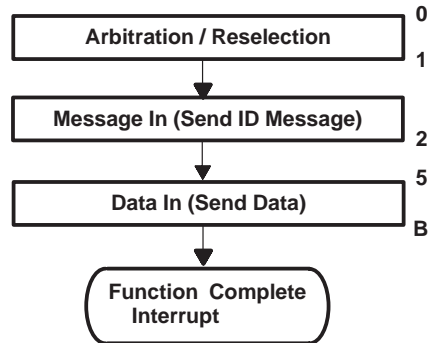 0
Arbitration / Reselection
1
Message In (Send ID Message)
2
5
Data In (Send Data)
B
Function Complete
Interrupt